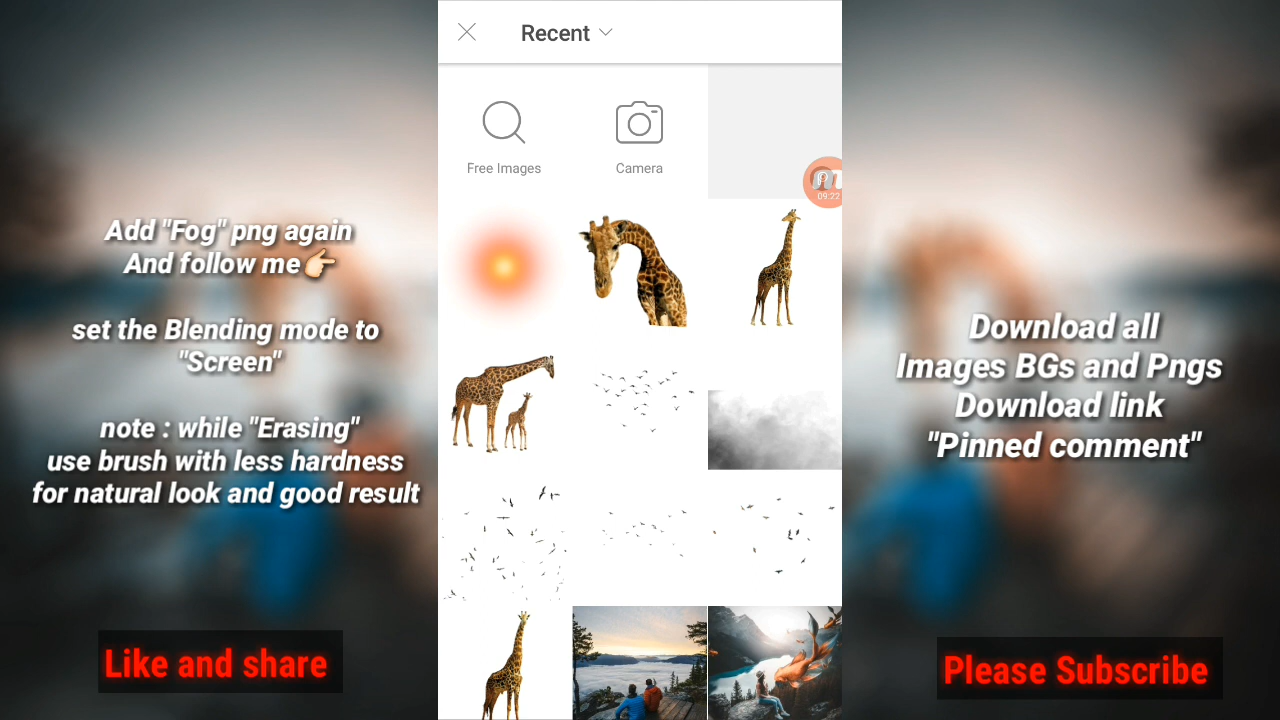 Add "Fog" png again
And follow me👉
set the Blending mode to
"Screen"
note : while "Erasing"
use brush with less hardness
for natural look and good result
Like and share
Recent
Free Images
Camera
09:22
Download all
Images BGs and Pngs
Download link
"Pinned comment"
Please Subscribe